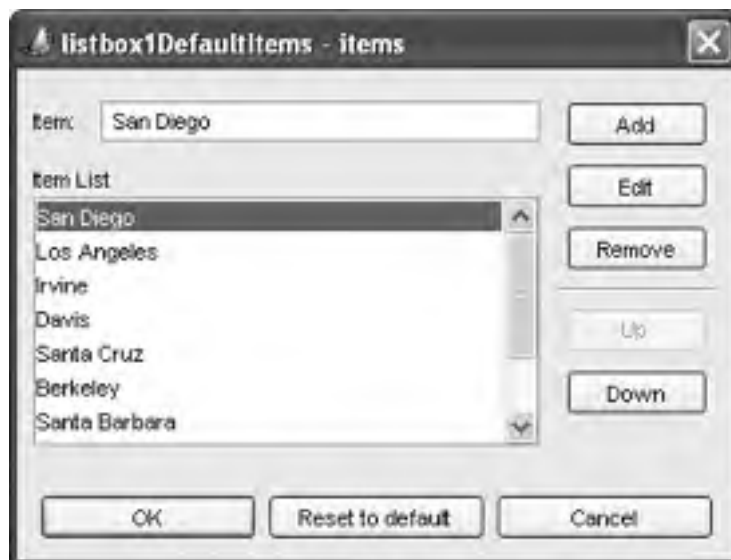 listbox1DefaultItems - items
Item:
San Diego
Add
Item List
Edit
San Diego
Los Angeles
Remove
Irvine
Davis
Up
Santa Cruz
Berkeley
Down
Santa Barbara
OK
Reset to default
Cancel